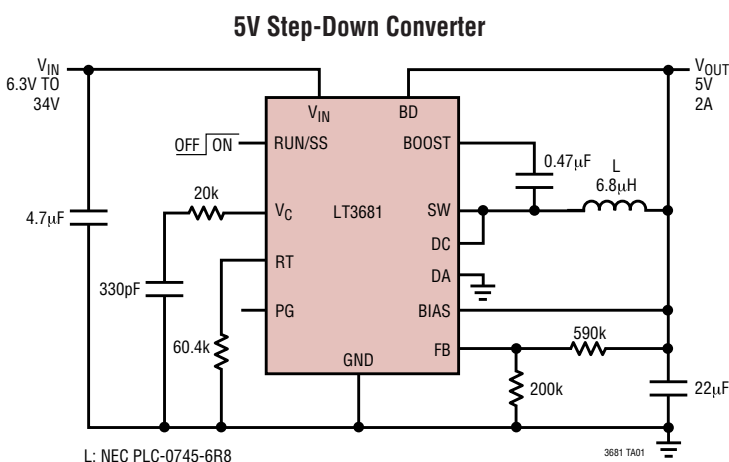 5V Step-Down Converter
VIN
6.3V TO
34V
VOUT
5V
2A
VIN
BD
OFF ON
RUN/SS
BOOST
0.47µF
L
6.8µH
20k
4.7µF
VC
LT3681
SW
DC
RT
DA
330pF
PG
BIAS
590k
60.4k
FB
GND
200k
22µF
L: NEC PLC-0745-6R8
3681 TA01